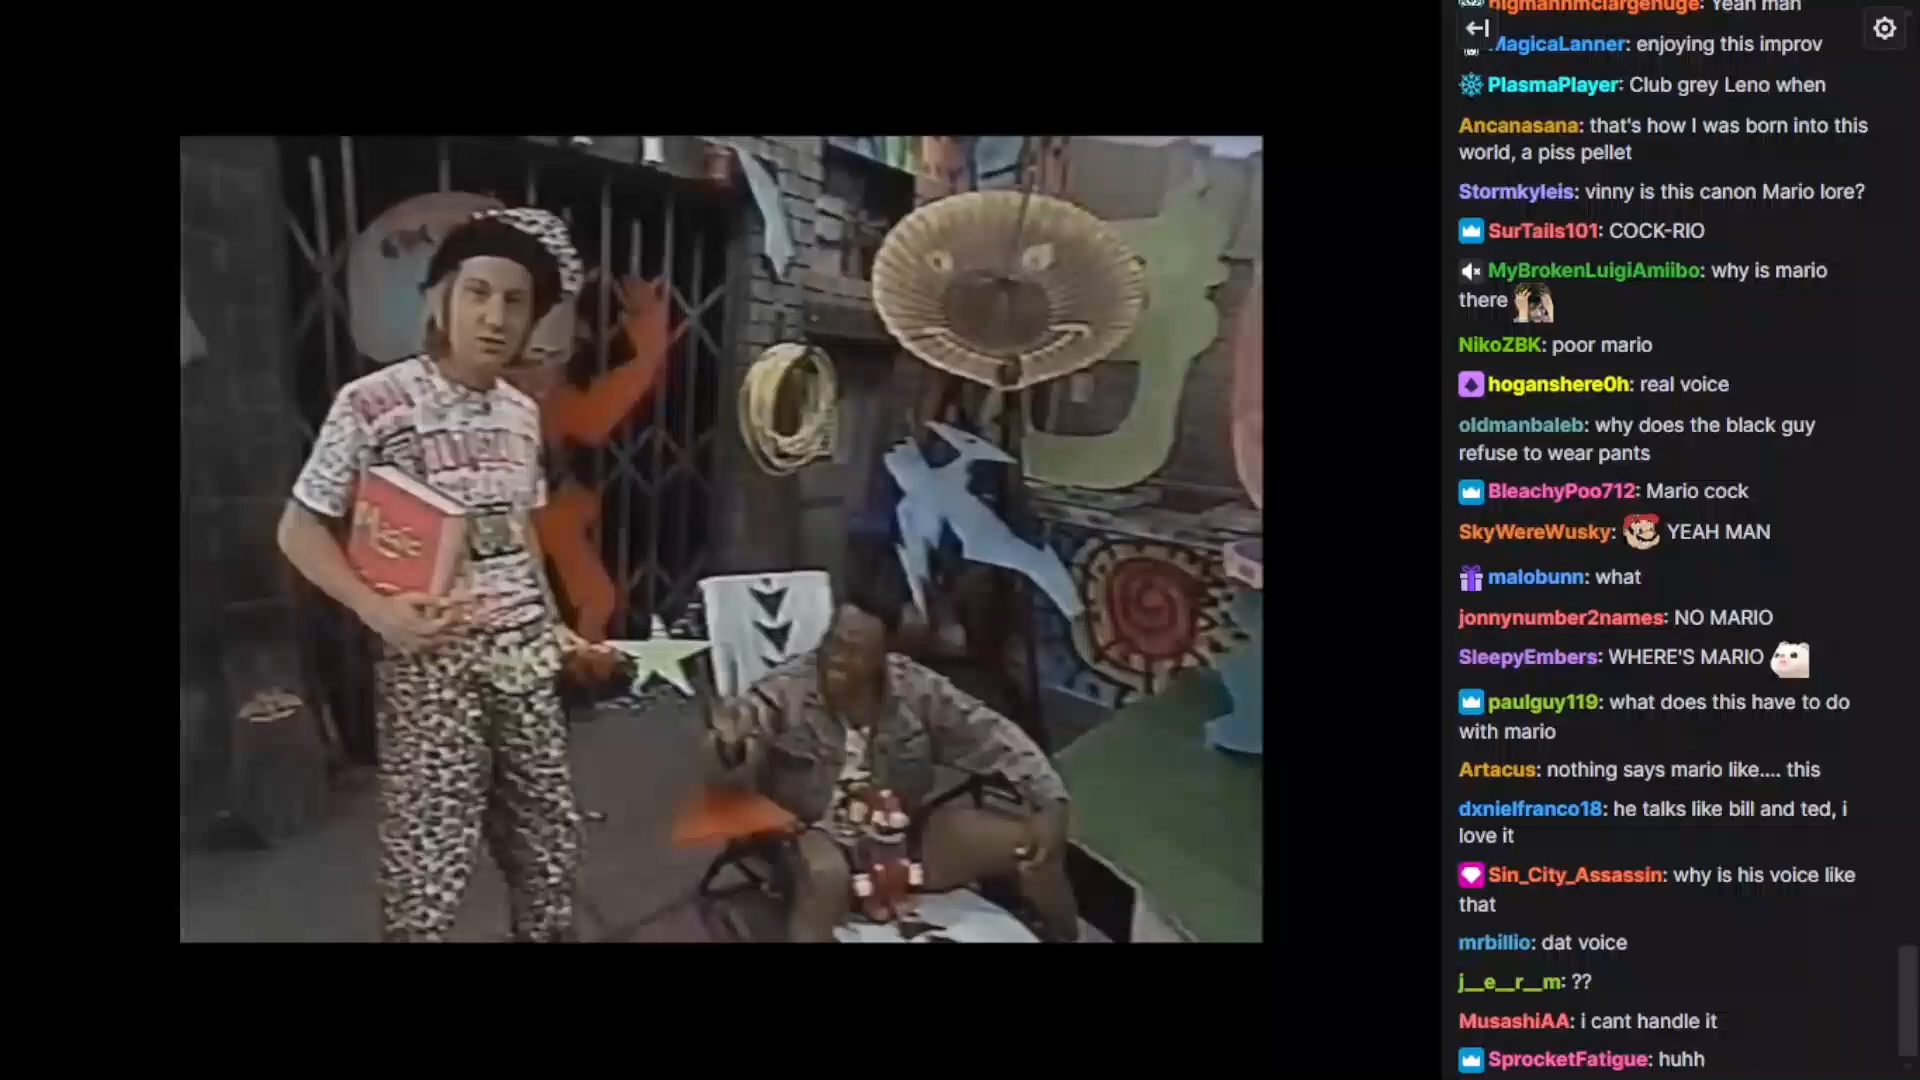 bigmannmclargehuge: Yeah man
MagicaLanner: enjoying this improv
PlasmaPlayer: Club grey Leno when
Ancanasana: that's how I was born into this
world, a piss pellet
Stormkyleis: vinny is this canon Mario lore?
SurTails101: COCK-RIO
MyBrokenLuigiAmiibo: why is mario
there
NikoZBK: poor mario
hoganshere0h: real voice
oldmanbaleb: why does the black guy
refuse to wear pants
BleachyPoo712: Mario cock
SkyWereWusky: YEAH MAN
malobunn: what
jonnynumber2names: NO MARIO
SleepyEmbers: WHERE'S MARIO
paulguy119: what does this have to do
with mario
Artacus: nothing says mario like.... this
dxnielfranco18: he talks like bill and ted, i
love it
Sin_City_Assassin: why is his voice like
that
mrbillio: dat voice
j__e__r__m: ??
MusashiAA: i cant handle it
SprocketFatigue: huhh